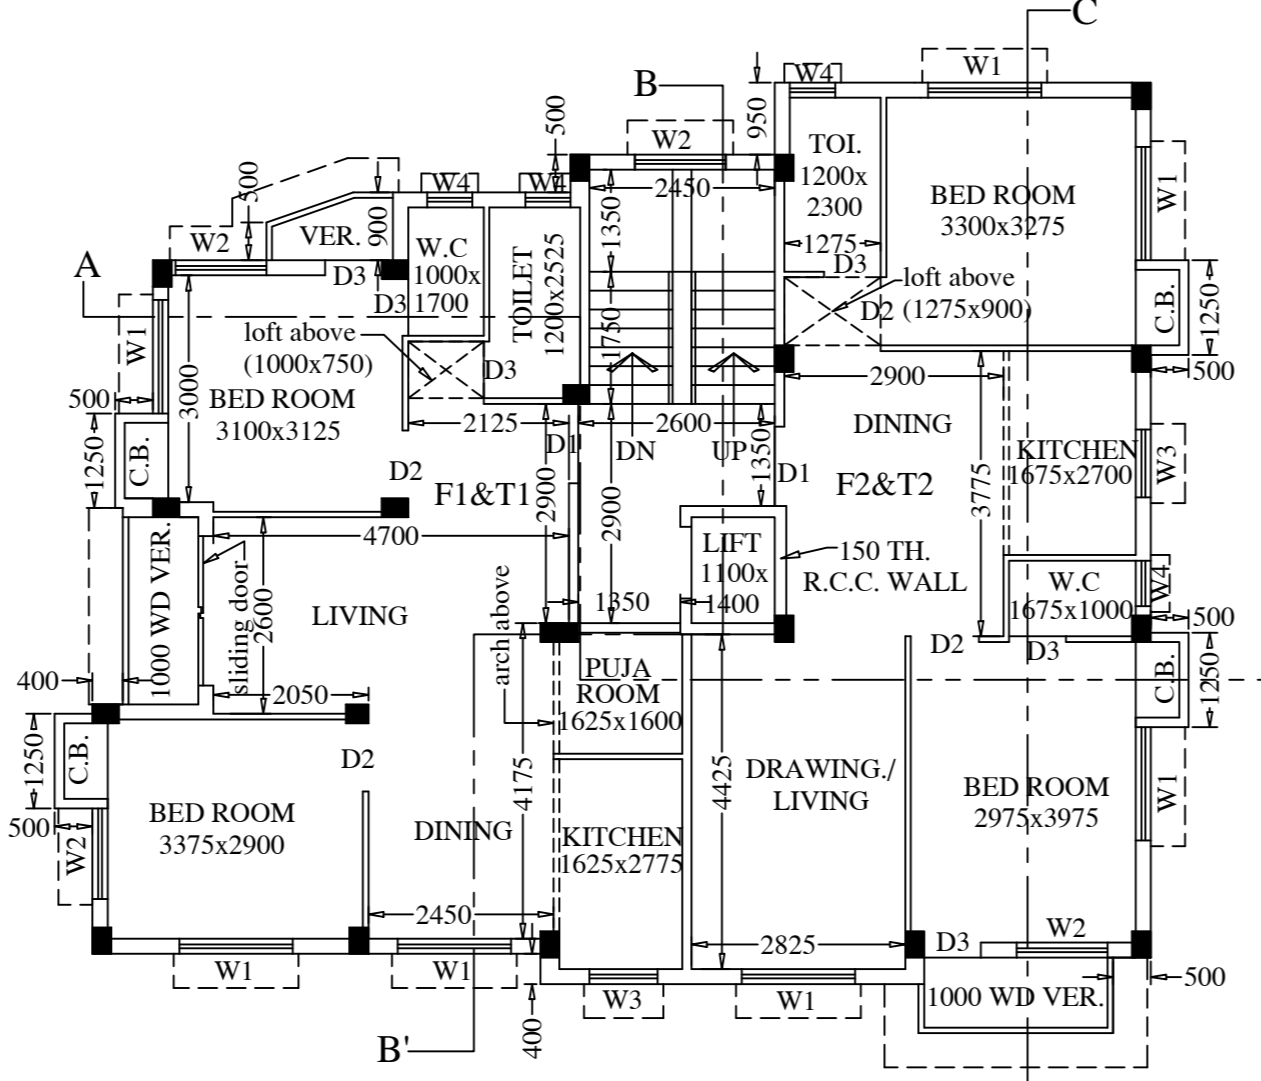 C
B
W4
W1
950
500
W2
TOI.
1200x
2300
BED ROOM
3300x3275
W1
500
W4
W4
2450
1350
W2
VER.
900
W.C
1000x
1700
TOILET
1200x2525
1275
D3
A
D3
D3
loft above
(1275x900)
D2
C.B.
1250
W1
loft above
(1000x750)
1750
D3
500
3000
BED ROOM
3100x3125
2900
500
1250
C.B.
2125
D1
2600
DN
UP
1350
DINING
KITCHEN
1675x2700
W3
D2
F1&T1
2900
2900
D1
F2&T2
3775
4700
LIFT
1100x
1400
150 TH.
R.C.C. WALL
W.C
1675x1000
W4
1000 WD VER.
sliding door
2600
LIVING
arch above
1350
500
D2
D3
400
2050
PUJA
ROOM
1625x1600
C.B.
1250
1250
C.B.
D2
4175
4425
DRAWING./
LIVING
BED ROOM
2975x3975
W1
500
W2
BED ROOM
3375x2900
DINING
KITCHEN
1625x2775
2450
2825
D3
W2
W1
W1
W3
W1
1000 WD VER.
500
400
B'